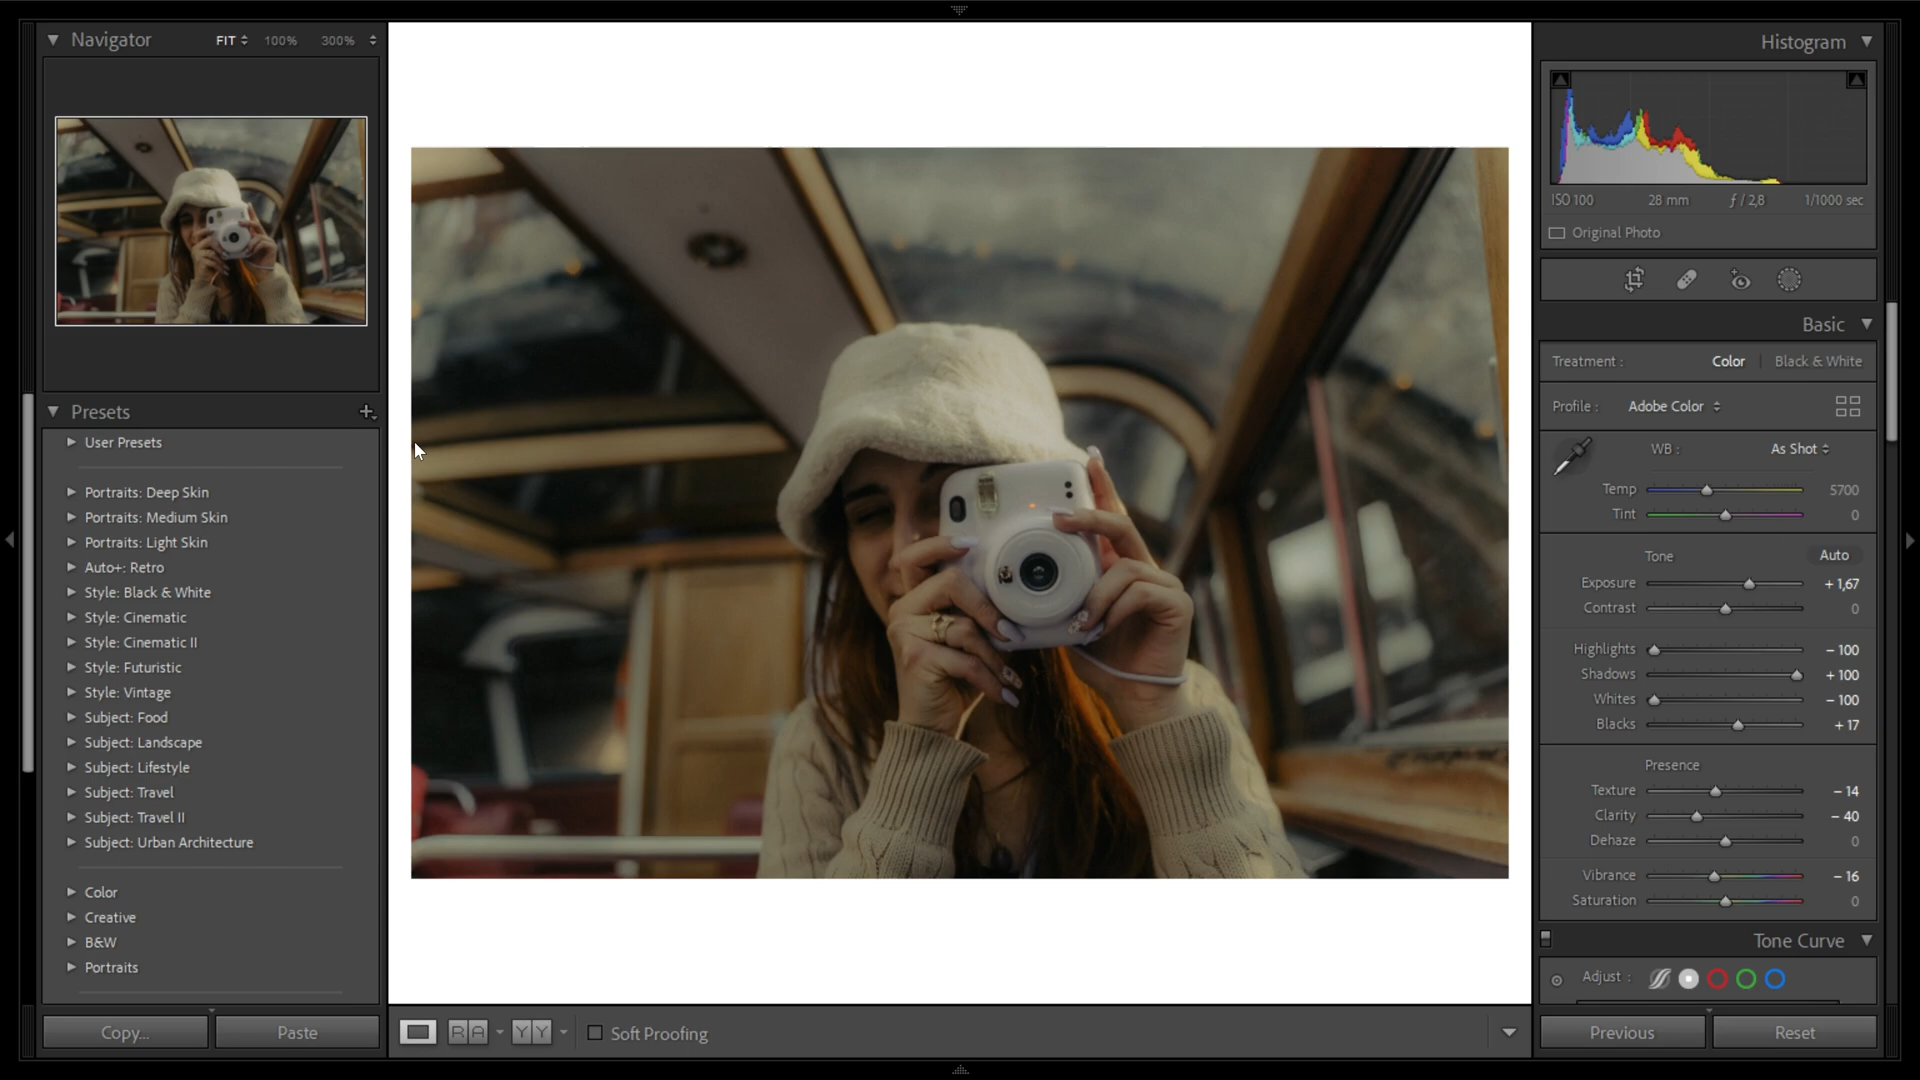 Navigator FIT 100% 300%
Presets
User Presets
Portraits: Deep Skin
Portraits: Medium Skin
Portraits: Light Skin
Auto+: Retro
Style: Black & White
Style: Cinematic
Style: Cinematic II
Style: Futuristic
Style: Vintage
Subject: Food
Subject: Landscape
Subject: Lifestyle
Subject: Travel
Subject: Travel II
Subject: Urban Architecture
Color
Creative
B&W
Portraits
Copy... Paste
R A Y Y Soft Proofing
Histogram
ISO 100 28 mm ƒ / 2,8 1/1000 sec
Original Photo
Basic
Treatment : Color Black & White
Profile : Adobe Color
WB : As Shot
Temp 5700
Tint 0
Tone Auto
Exposure + 1,67
Contrast 0
Highlights – 100
Shadows + 100
Whites – 100
Blacks + 17
Presence
Texture – 14
Clarity – 40
Dehaze 0
Vibrance – 16
Saturation 0
Tone Curve
Adjust :
Previous Reset